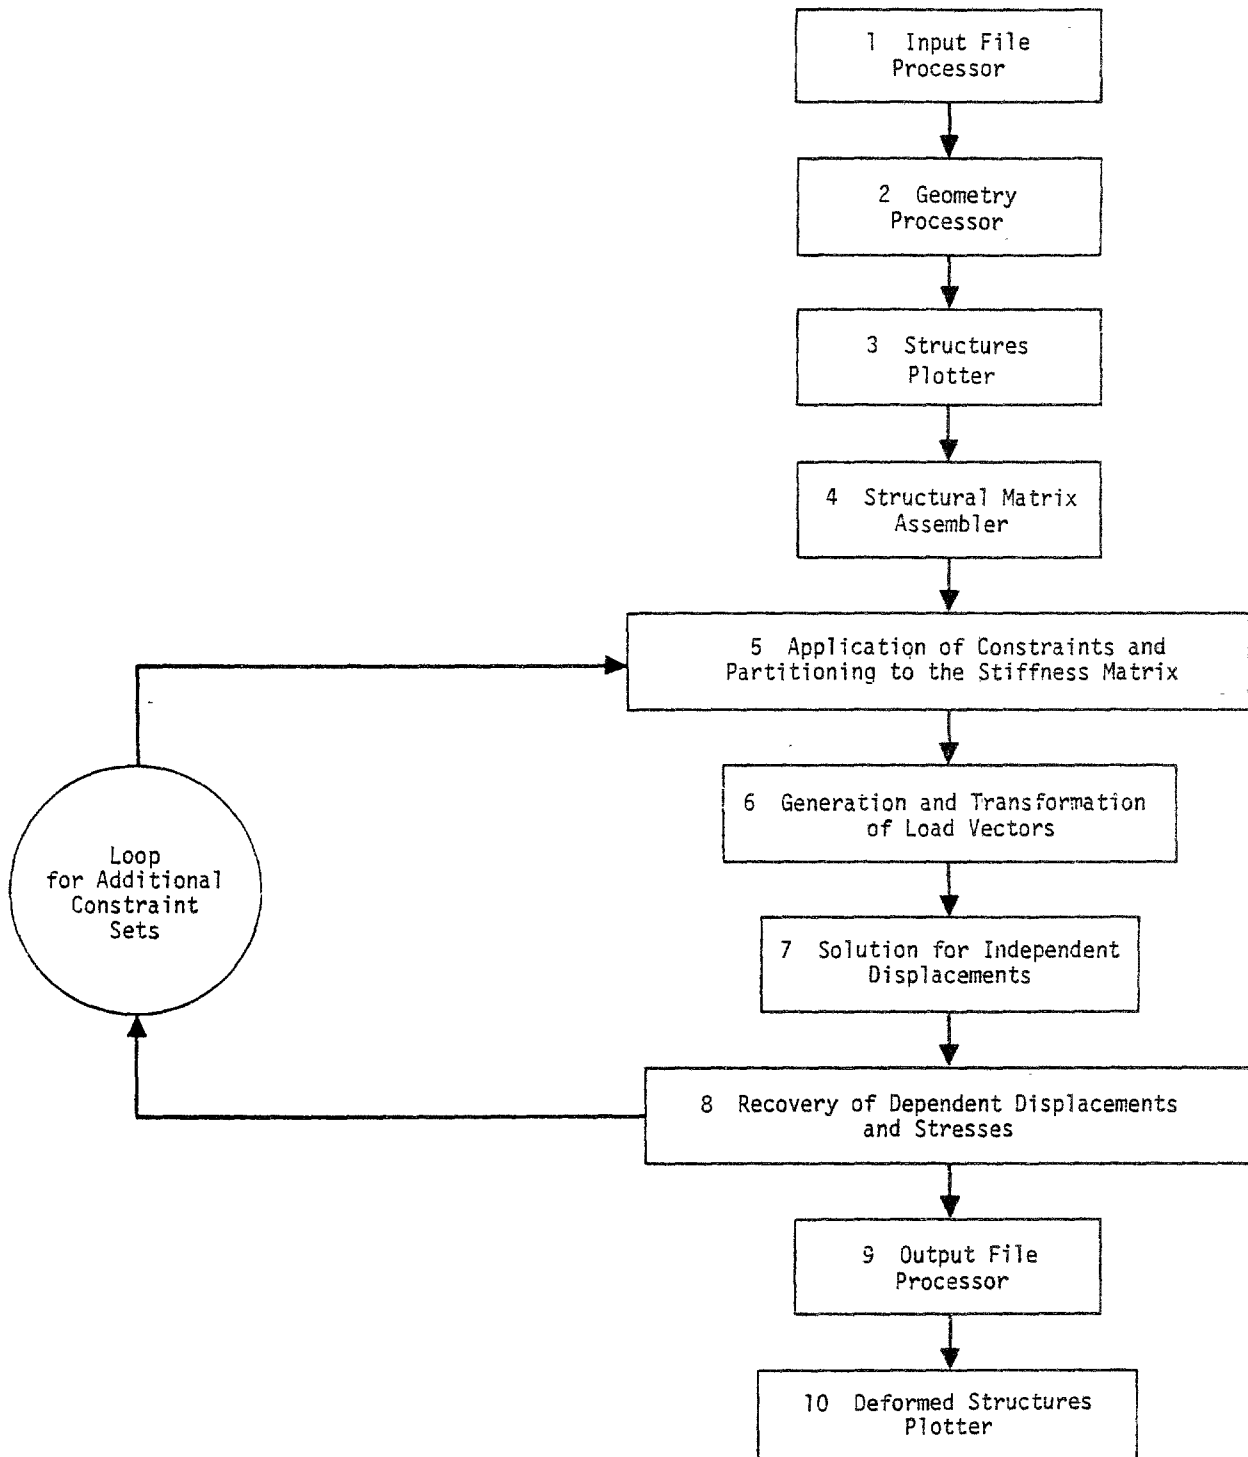 1 Input File
Processor
2 Geometry
Processor
3 Structures
Plotter
4 Structural Matrix
Assembler
5 Application of Constraints and
Partitioning to the Stiffness Matrix
6 Generation and Transformation
of Load Vectors
Loop
for Additional
Constraint
Sets
7 Solution for Independent
Displacements
8 Recovery of Dependent Displacements
and Stresses
9 Output File
Processor
10 Deformed Structures
Plotter